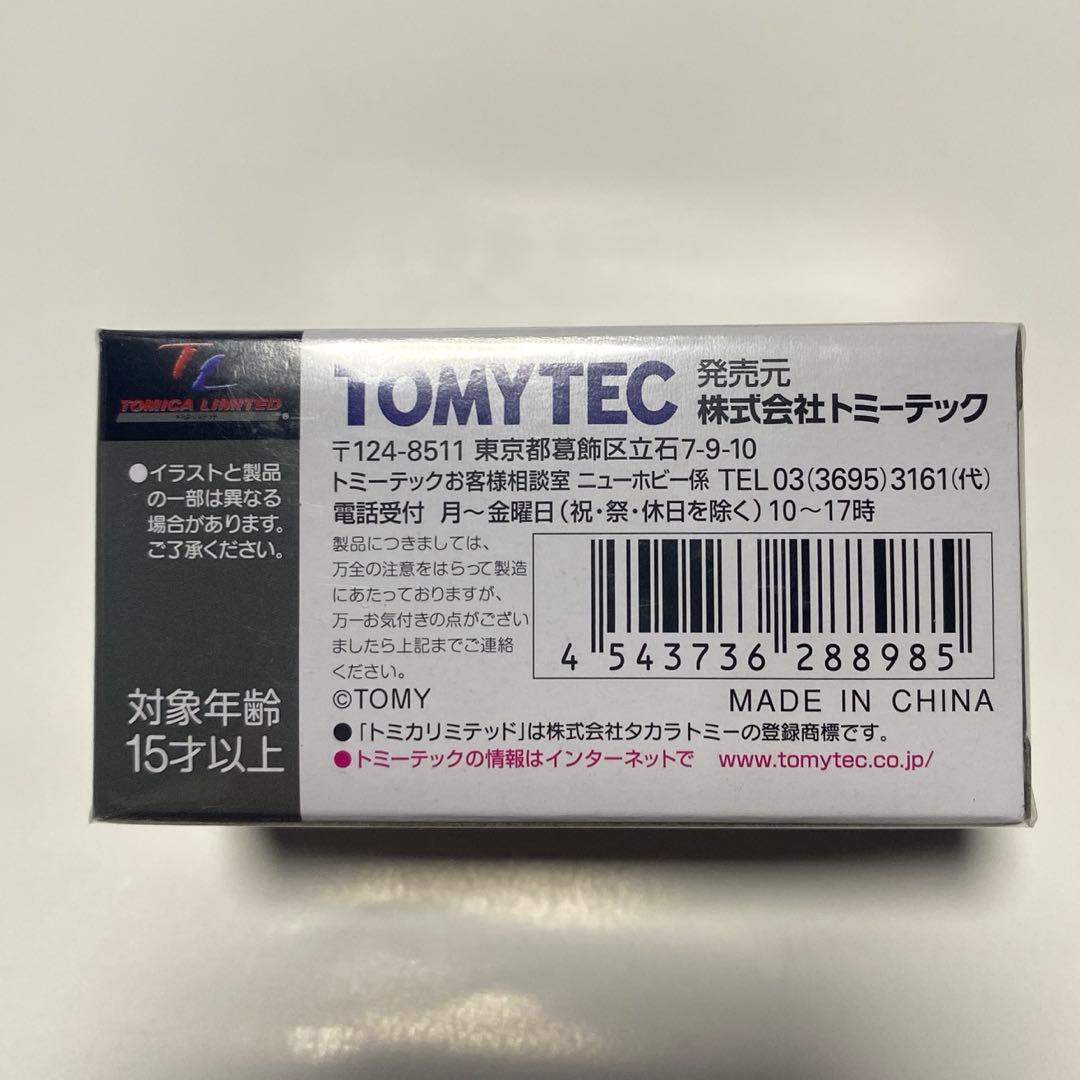 TL
TOMICA LIMITED
●イラストと製品
の一部は異なる
場合があります。
ご了承ください。
対象年齢
15才以上
TOMYTEC 発売元
株式会社トミーテック
〒124-8511 東京都葛飾区立石7-9-10
トミーテックお客様相談室 ニューホビー係 TEL 03(3695)3161(代)
電話受付 月〜金曜日(祝・祭・休日を除く)10〜17時
製品につきましては、
万全の注意をはらって製造
にあたっておりますが、
万一お気付きの点がござい
ましたら上記までご連絡
ください。
4 543736 288985
©TOMY MADE IN CHINA
●「トミカリミテッド」は株式会社タカラトミーの登録商標です。
●トミーテックの情報はインターネットで www.tomytec.co.jp/